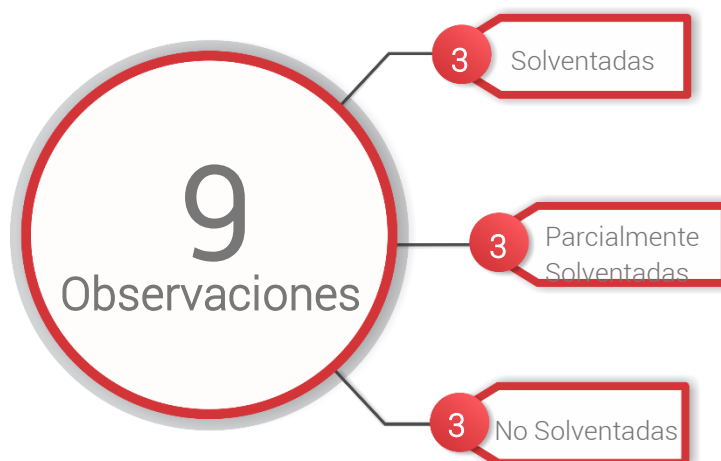 9
Observaciones
3
Solventadas
3
Parcialmente
Solventadas
3
No Solventadas